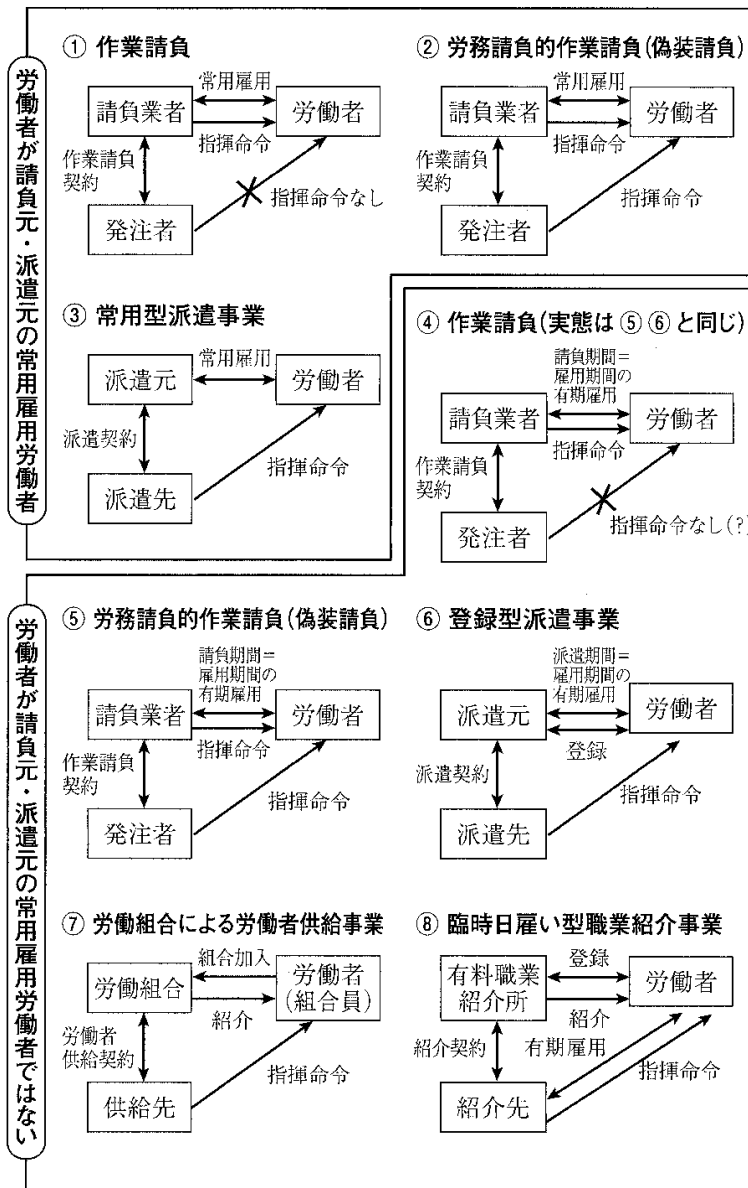 労働者が請負元・派遣元の常用雇用労働者
① 作業請負
常用雇用
請負業者
労働者
指揮命令
作業請負
契約
指揮命令なし
発注者
② 労務請負的作業請負(偽装請負)
常用雇用
請負業者
労働者
指揮命令
作業請負
契約
指揮命令
発注者
③ 常用型派遣事業
常用雇用
派遣元
労働者
派遣契約
指揮命令
派遣先
労働者が請負元・派遣元の常用雇用労働者ではない
④ 作業請負(実態は⑤⑥と同じ)
請負期間=
雇用期間の
有期雇用
請負業者
労働者
指揮命令
作業請負
契約
指揮命令なし(?)
発注者
⑤ 労務請負的作業請負(偽装請負)
請負期間=
雇用期間の
有期雇用
請負業者
労働者
指揮命令
作業請負
契約
指揮命令
発注者
⑥ 登録型派遣事業
派遣期間=
雇用期間の
有期雇用
派遣元
労働者
登録
派遣契約
指揮命令
派遣先
⑦ 労働組合による労働者供給事業
組合加入
労働組合
労働者
(組合員)
紹介
労働者
供給契約
指揮命令
供給先
⑧ 臨時日雇い型職業紹介事業
登録
有料職業
紹介所
労働者
紹介
紹介契約
有期雇用
指揮命令
紹介先